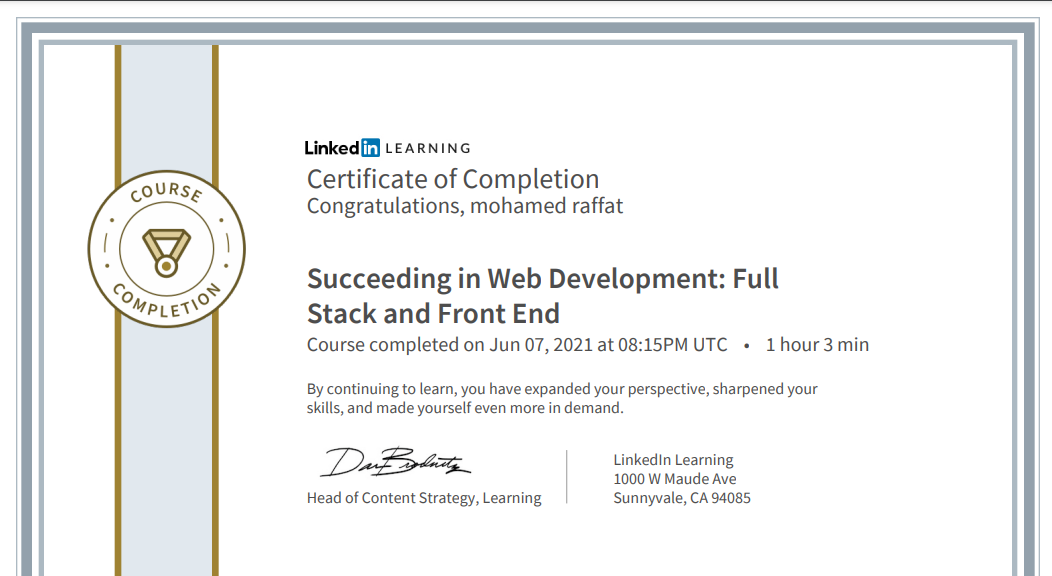 Linked in LEARNING
Certificate of Completion
Congratulations, mohamed raffat
COURSE
COMPLETION
Succeeding in Web Development: Full
Stack and Front End
Course completed on Jun 07, 2021 at 08:15PM UTC • 1 hour 3 min
By continuing to learn, you have expanded your perspective, sharpened your
skills, and made yourself even more in demand.
Head of Content Strategy, Learning
LinkedIn Learning
1000 W Maude Ave
Sunnyvale, CA 94085